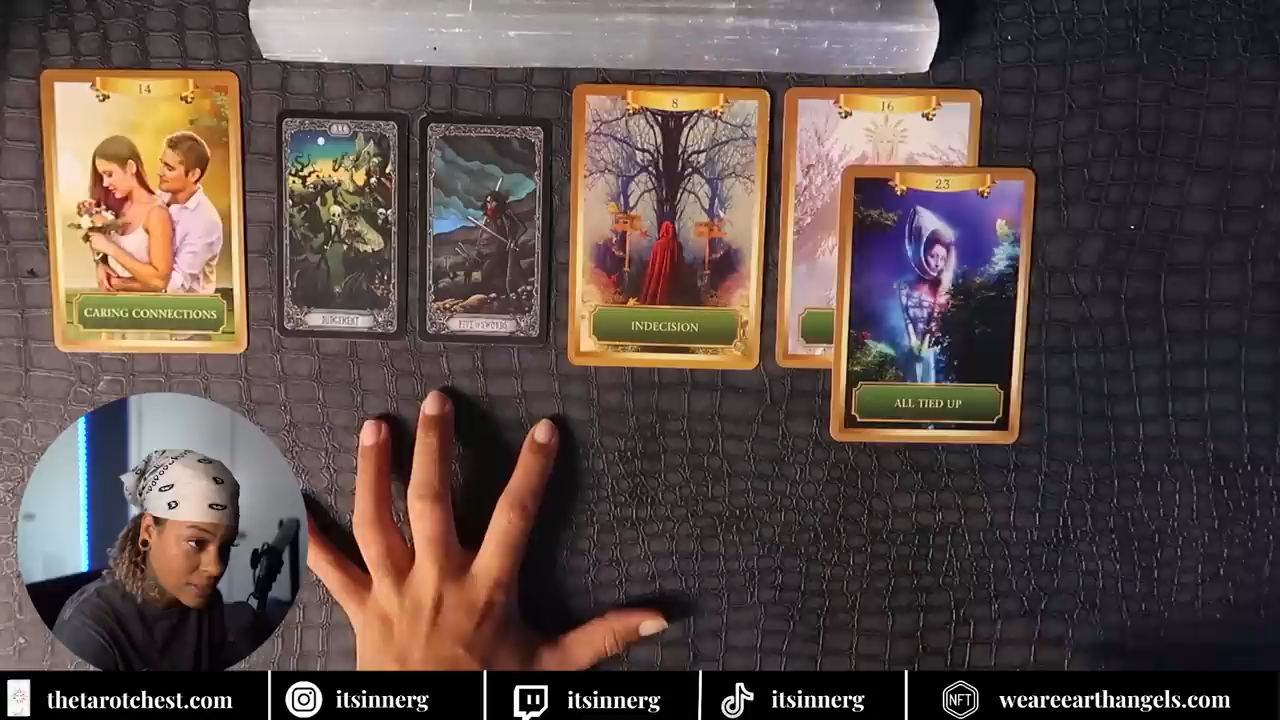 14
CARING CONNECTIONS
JUDGEMENT
FIVE OF SWORDS
8
INDECISION
16
23
ALL TIED UP
thetarotchest.com
itsinnerg
itsinnerg
itsinnerg
NFT
weareearthangels.com